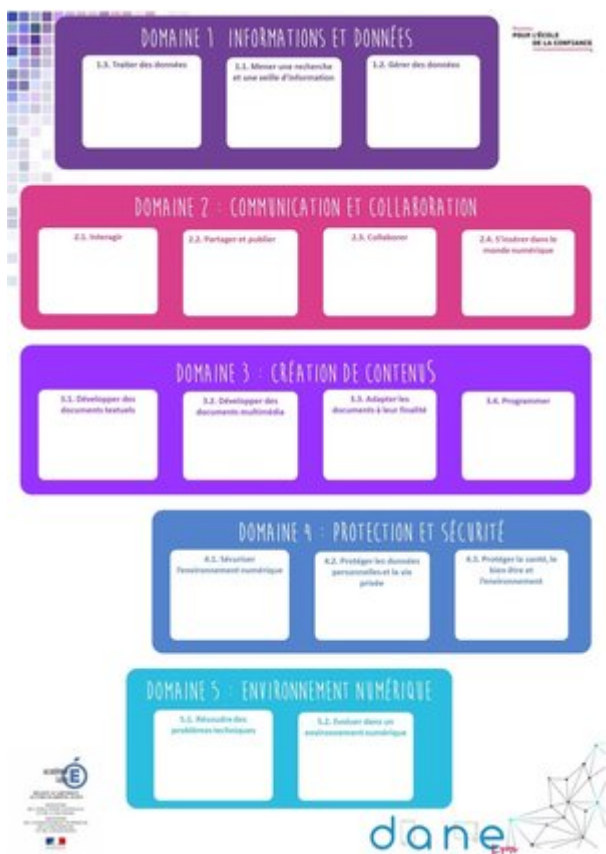 DOMAINE 1 INFORMATIONS ET DONNÉES
POUR L'ÉCOLE
DE LA CONFIANCE
1.3. Traiter des données
1.1. Mener une recherche
et une veille d'information
1.2. Gérer des données
DOMAINE 2 : COMMUNICATION ET COLLABORATION
2.1. Interagir
2.2. Partager et publier
2.3. Collaborer
2.4. S'insérer dans le
monde numérique
DOMAINE 3 : CRÉATION DE CONTENUS
3.1. Développer des
documents textuels
3.2. Développer des
documents multimédia
3.3. Adapter les
documents à leur finalité
3.4. Programmer
DOMAINE 4 : PROTECTION ET SÉCURITÉ
4.1. Sécuriser
l'environnement numérique
4.2. Protéger les données
personnelles et la vie
privée
4.3. Protéger la santé, le
bien être et
l'environnement
DOMAINE 5 : ENVIRONNEMENT NUMÉRIQUE
5.1. Résoudre des
problèmes techniques
5.2. Evoluer dans un
environnement numérique
dane
Lyon